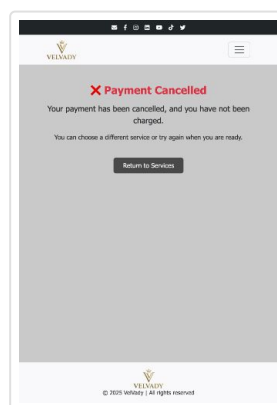 VELVADY
❌ Payment Cancelled
Your payment has been cancelled, and you have not been
charged.
You can choose a different service or try again when you are ready.
Return to Services
VELVADY
© 2025 VelVady | All rights reserved